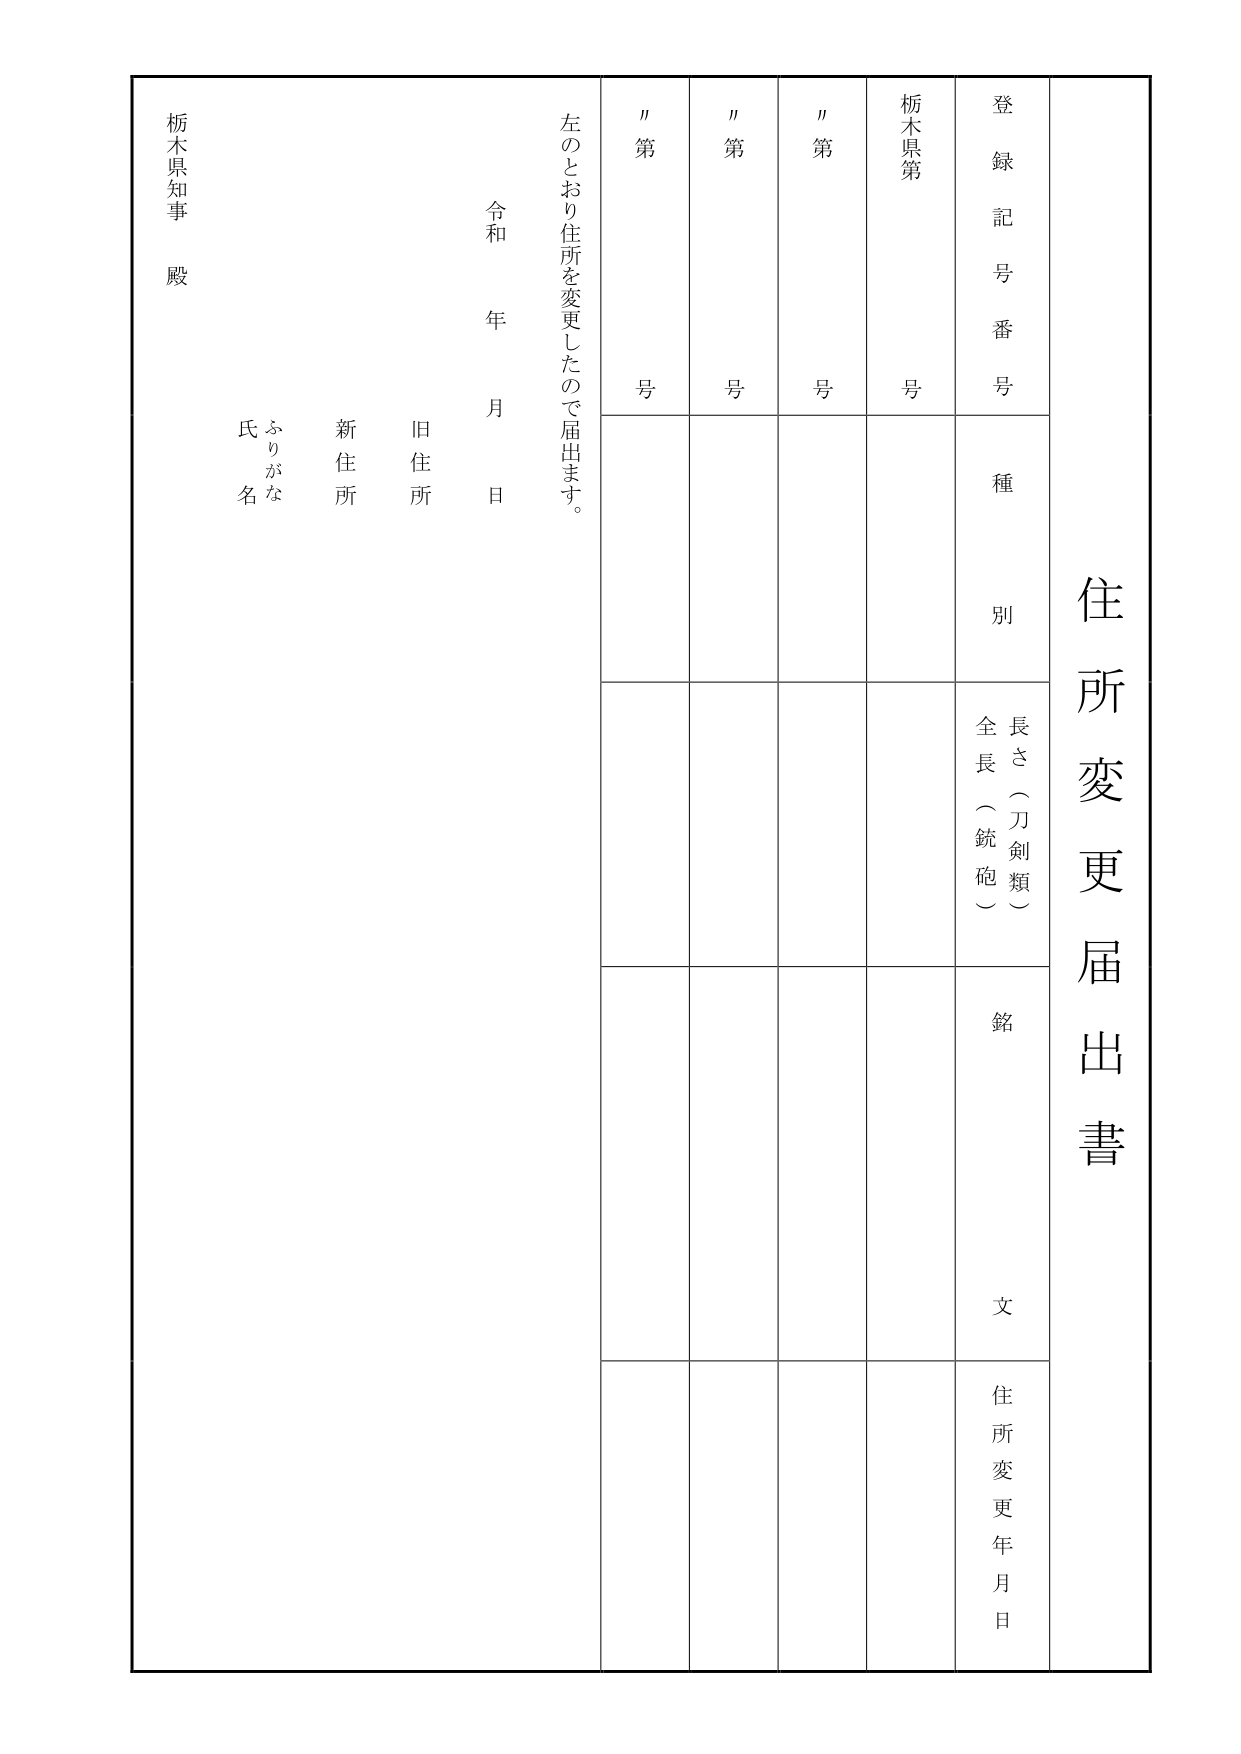 住所変更届出書
登録記号番号
種別
長さ（刀剣類）
全長（銃砲）
銘文
住所変更年月日
栃木県第 号
〃第 号
〃第 号
〃第 号
左のとおり住所を変更したので届出ます。
令和 年 月 日
旧住所
新住所
ふりがな
氏名
栃木県知事 殿